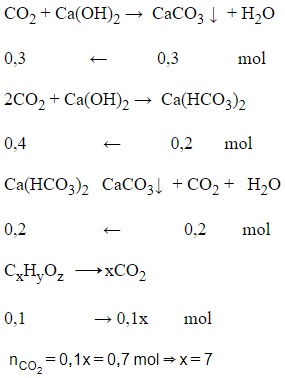 CO₂ + Ca(OH)₂ → CaCO₃ ↓ + H₂O
0,3 ← 0,3 mol
2CO₂ + Ca(OH)₂ → Ca(HCO₃)₂
0,4 ← 0,2 mol
Ca(HCO₃)₂ CaCO₃↓ + CO₂ + H₂O
0,2 ← 0,2 mol
CₓHᵧO_z ⟶xCO₂
0,1 → 0,1x mol
n_CO₂ = 0,1x = 0,7 mol ⇒ x = 7